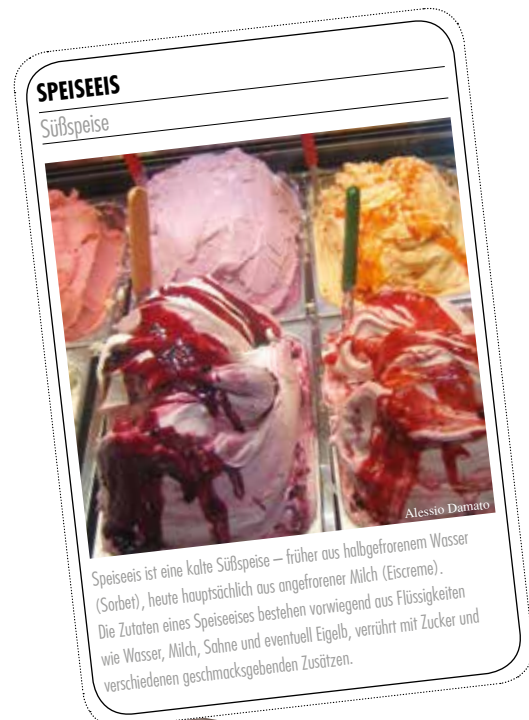 SPEISEEIS
Süßspeise
Alessio Damato
Speiseeis ist eine kalte Süßspeise – früher aus halbgefrorenem Wasser
(Sorbet), heute hauptsächlich aus angefrorener Milch (Eiscreme).
Die Zutaten eines Speiseeises bestehen vorwiegend aus Flüssigkeiten
wie Wasser, Milch, Sahne und eventuell Eigelb, verrührt mit Zucker und
verschiedenen geschmacksgebenden Zusätzen.